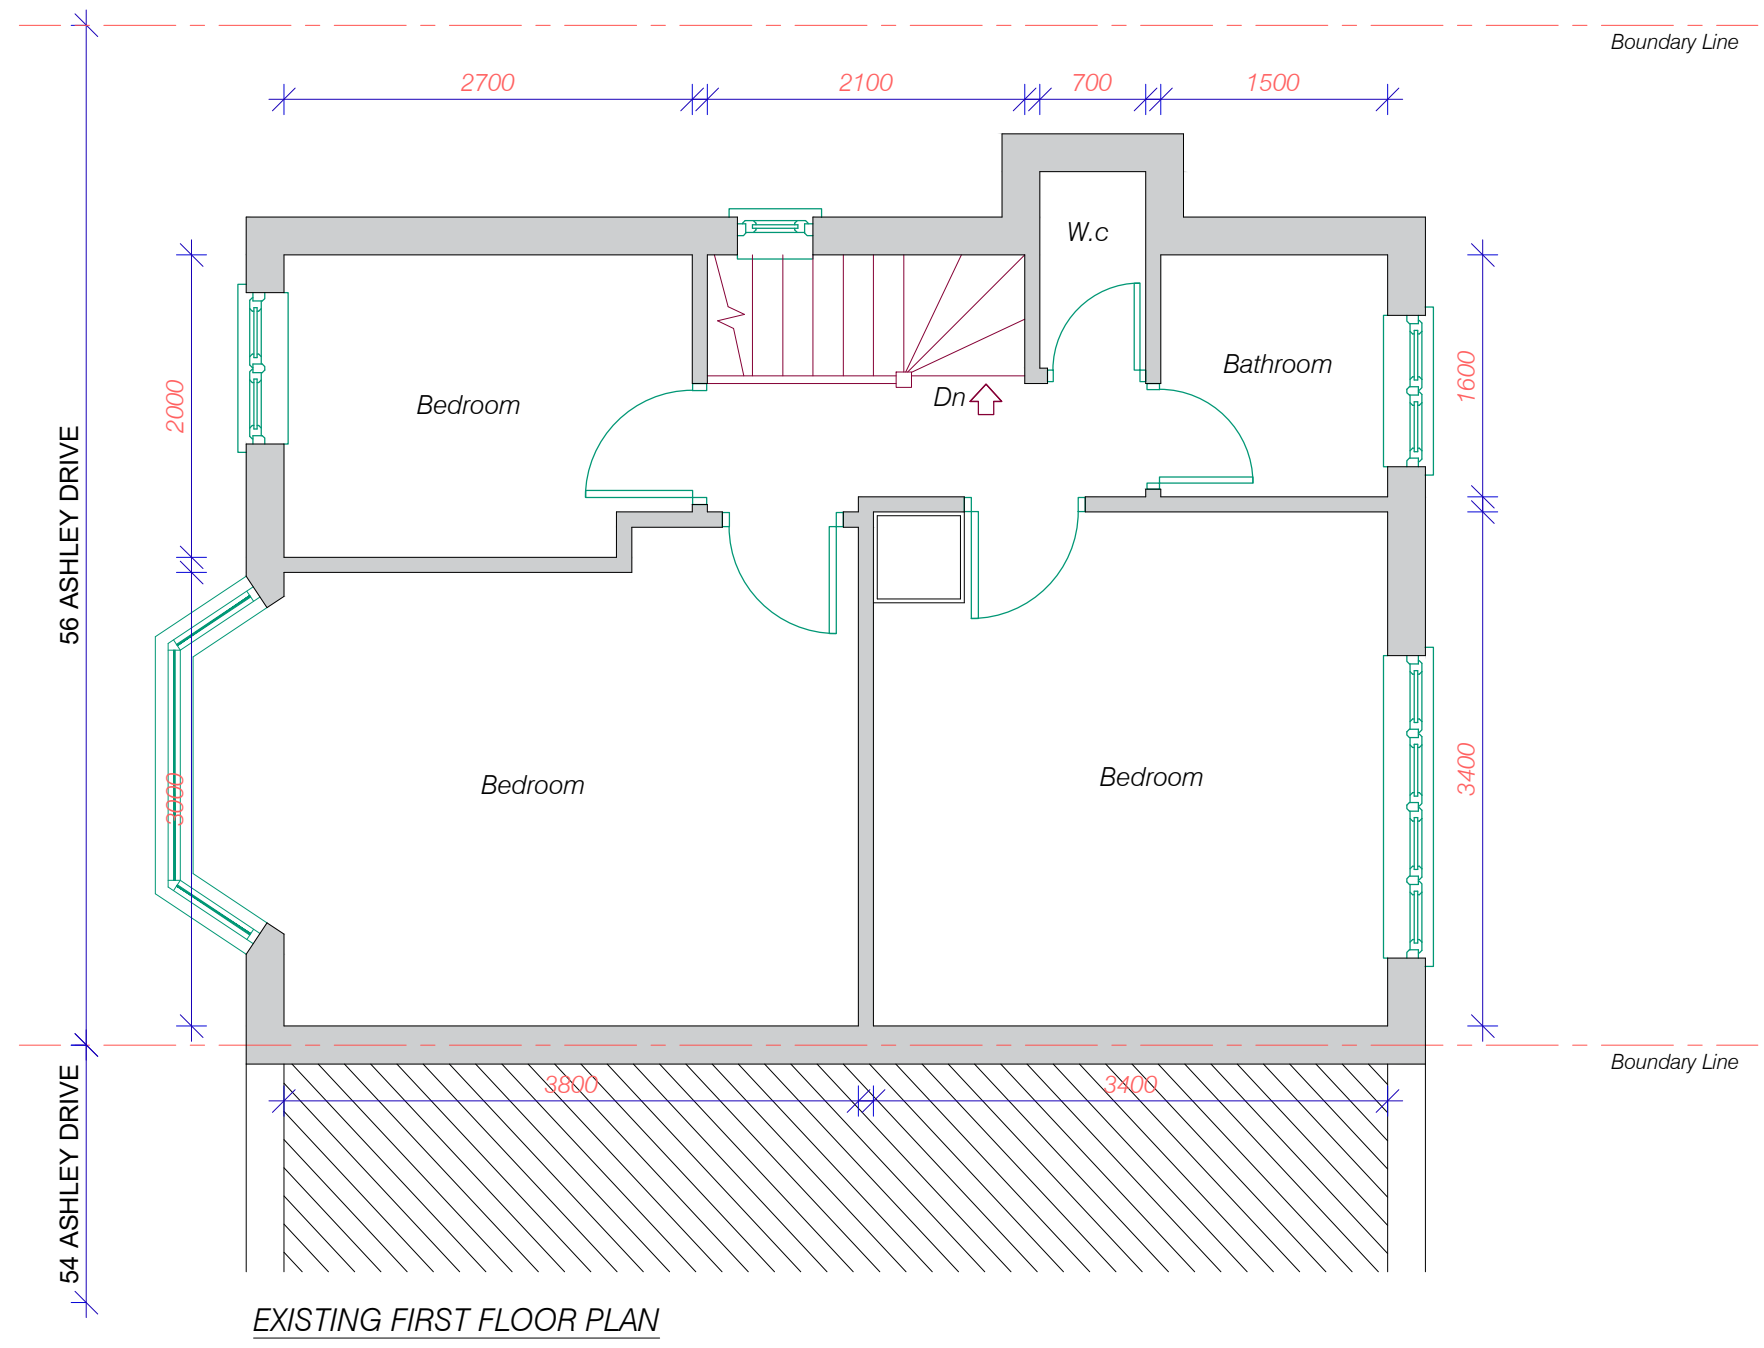 Boundary Line
2700
2100
700
1500
W.c
Bathroom
Bedroom
Dn
2000
1600
56 ASHLEY DRIVE
Bedroom
Bedroom
3000
3400
Boundary Line
3800
3400
54 ASHLEY DRIVE
EXISTING FIRST FLOOR PLAN